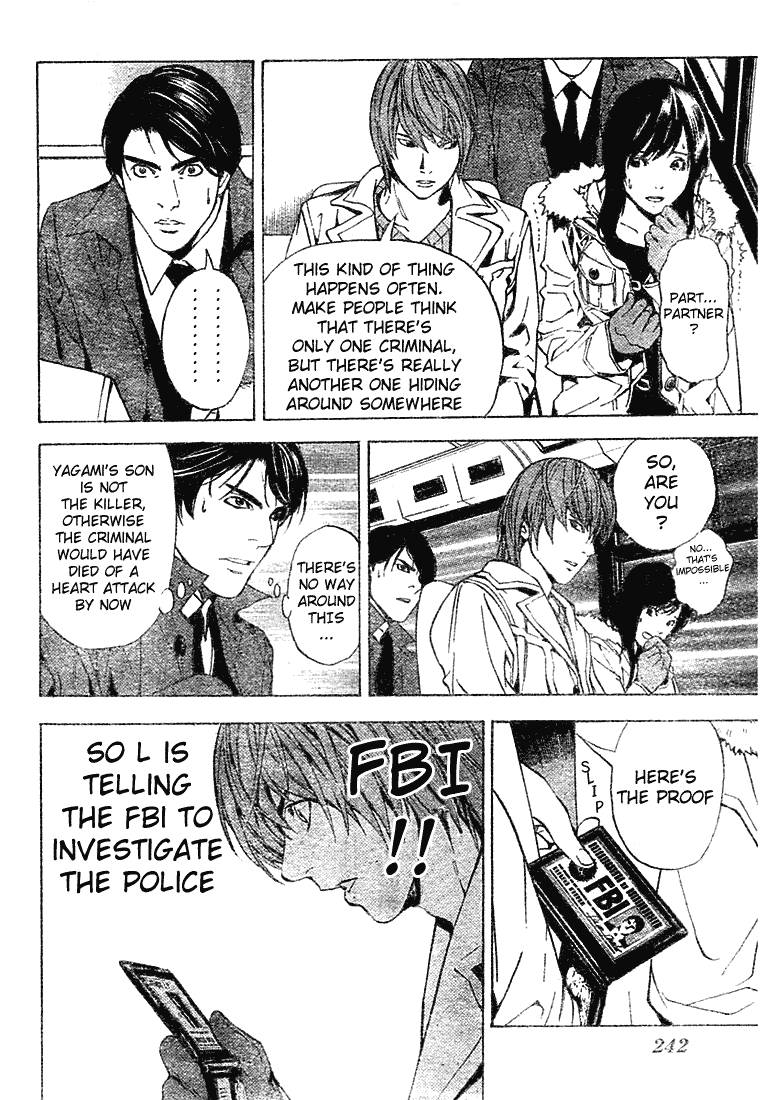 PART...
PARTNER
?
THIS KIND OF THING
HAPPENS OFTEN.
MAKE PEOPLE THINK
THAT THERE'S
ONLY ONE CRIMINAL,
BUT THERE'S REALLY
ANOTHER ONE HIDING
AROUND SOMEWHERE
.........
SO,
ARE
YOU
?
NO...
THAT'S
IMPOSSIBLE
...
THERE'S
NO WAY
AROUND
THIS
...
YAGAMI'S SON
IS NOT
THE KILLER,
OTHERWISE
THE CRIMINAL
WOULD HAVE
DIED OF A
HEART ATTACK
BY NOW
HERE'S
THE PROOF
SLIP
FBI
FBI
!!
SO L IS
TELLING
THE FBI TO
INVESTIGATE
THE POLICE
242